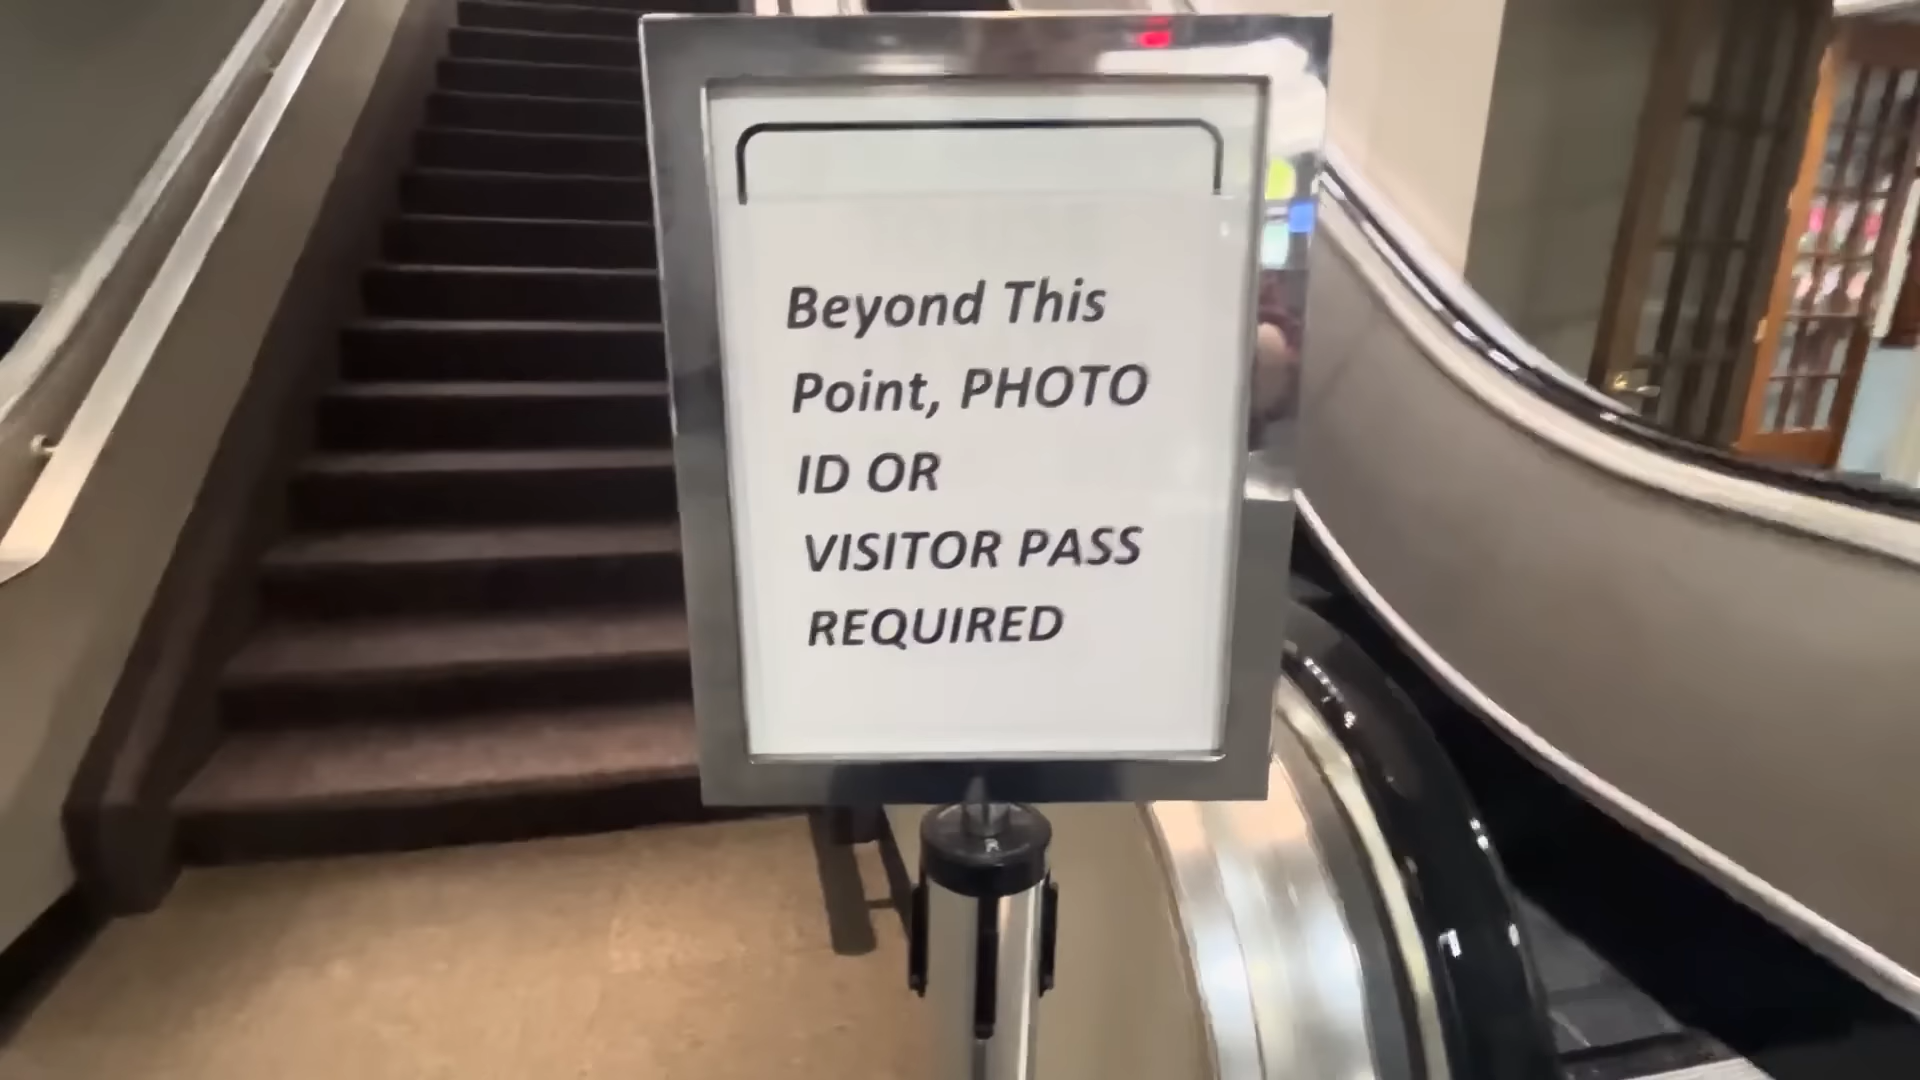 Beyond This
Point, PHOTO
ID OR
VISITOR PASS
REQUIRED